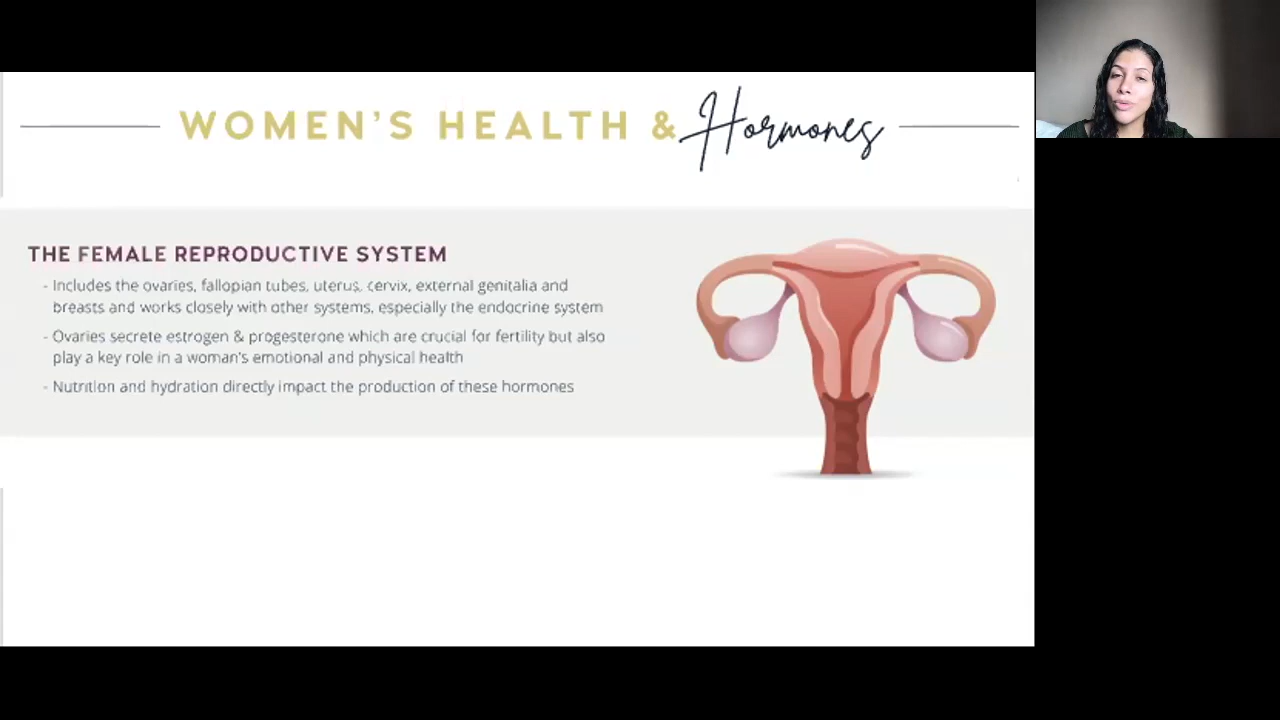 WOMEN'S HEALTH & Hormones
THE FEMALE REPRODUCTIVE SYSTEM
- Includes the ovaries, fallopian tubes, uterus, cervix, external genitalia and
breasts and works closely with other systems, especially the endocrine system
- Ovaries secrete estrogen & progesterone which are crucial for fertility but also
play a key role in a woman's emotional and physical health
- Nutrition and hydration directly impact the production of these hormones